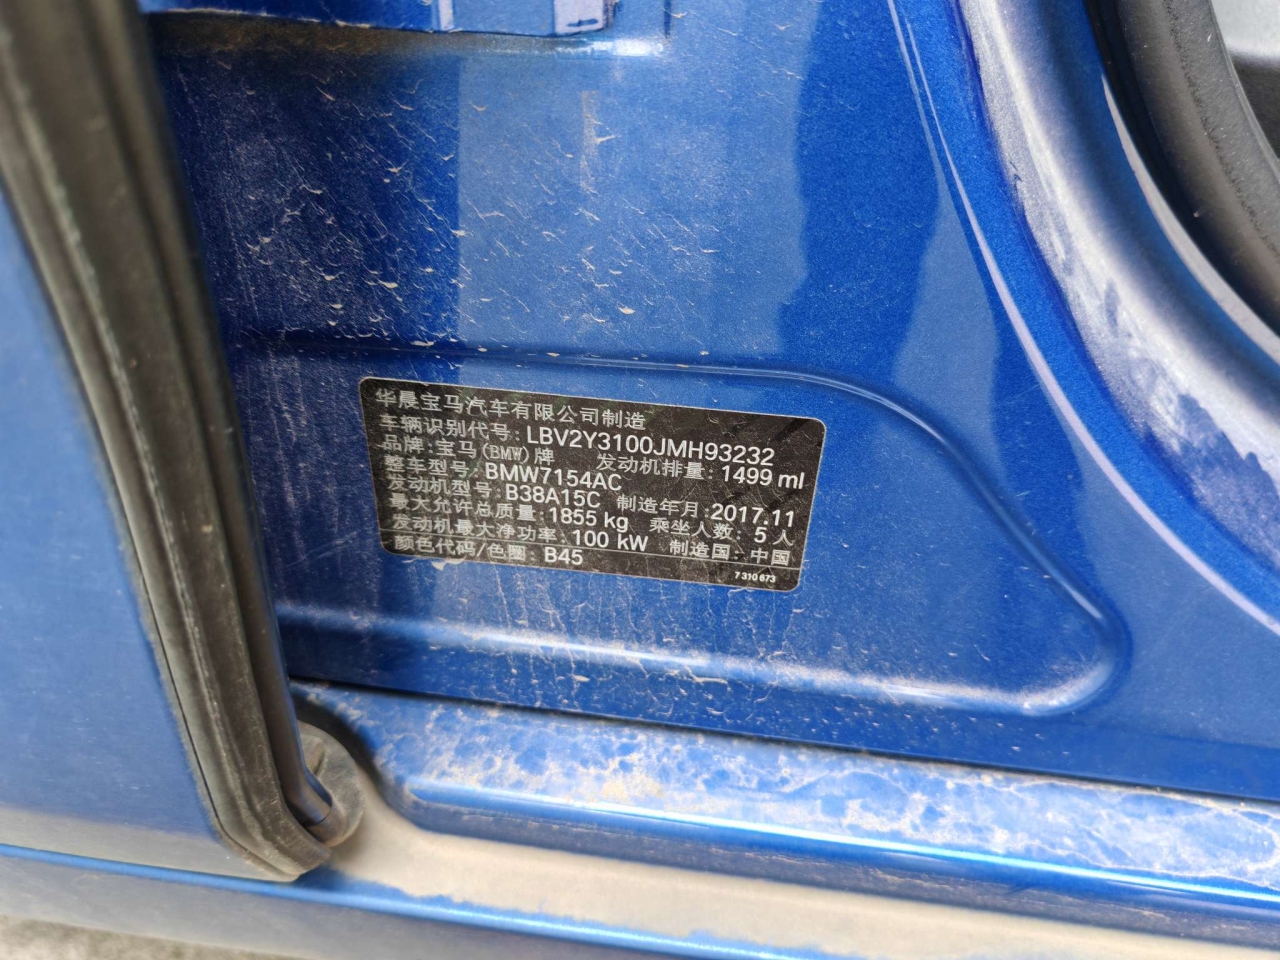 华晨宝马汽车有限公司制造
车辆识别代号: LBV2Y3100JMH93232
品牌: 宝马(BMW)牌 发动机排量: 1499 ml
整车型号: BMW7154AC
发动机型号: B38A15C 制造年月: 2017.11
最大允许总质量: 1855 kg 乘坐人数: 5 人
发动机最大净功率: 100 kW 制造国: 中国
颜色代码/色圈: B45
7 310 673